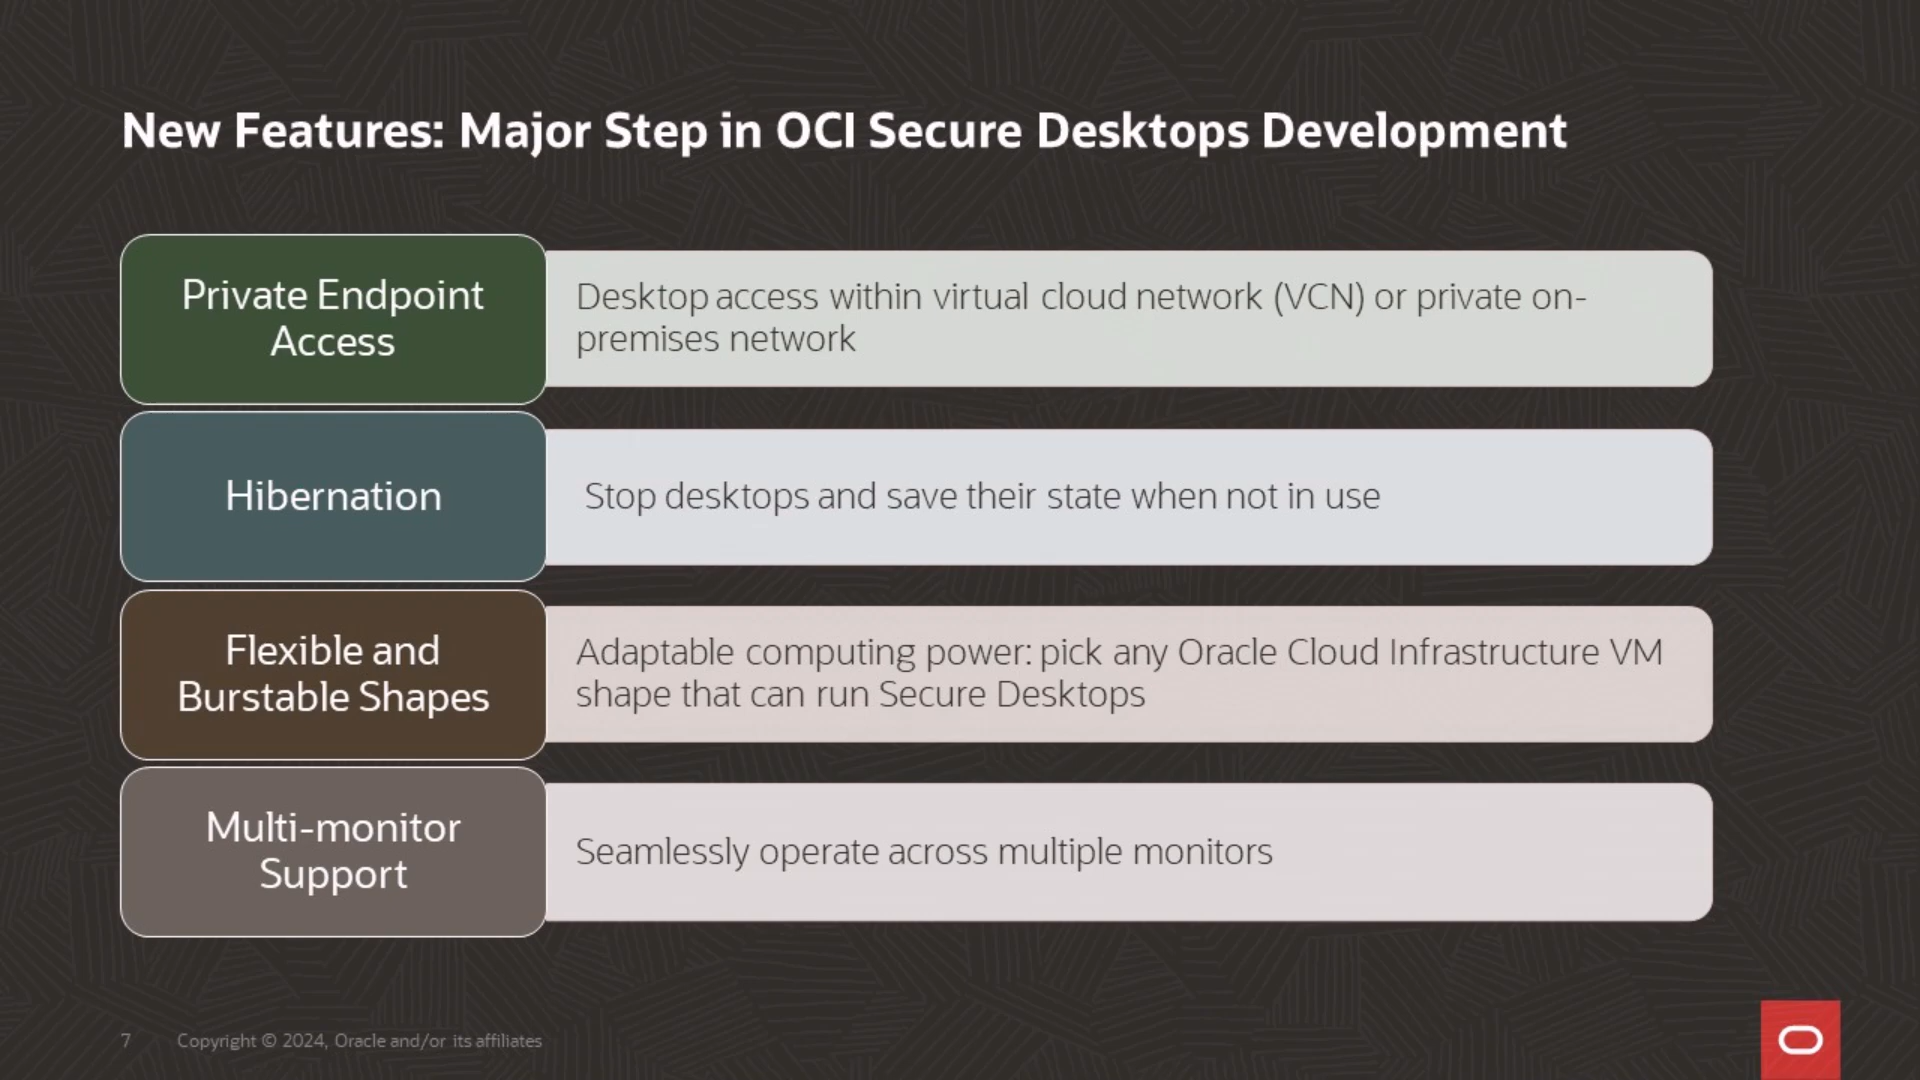 New Features: Major Step in OCI Secure Desktops Development
Private Endpoint
Access
Desktop access within virtual cloud network (VCN) or private on-
premises network
Hibernation
Stop desktops and save their state when not in use
Flexible and
Burstable Shapes
Adaptable computing power: pick any Oracle Cloud Infrastructure VM
shape that can run Secure Desktops
Multi-monitor
Support
Seamlessly operate across multiple monitors
7 Copyright © 2024, Oracle and/or its affiliates